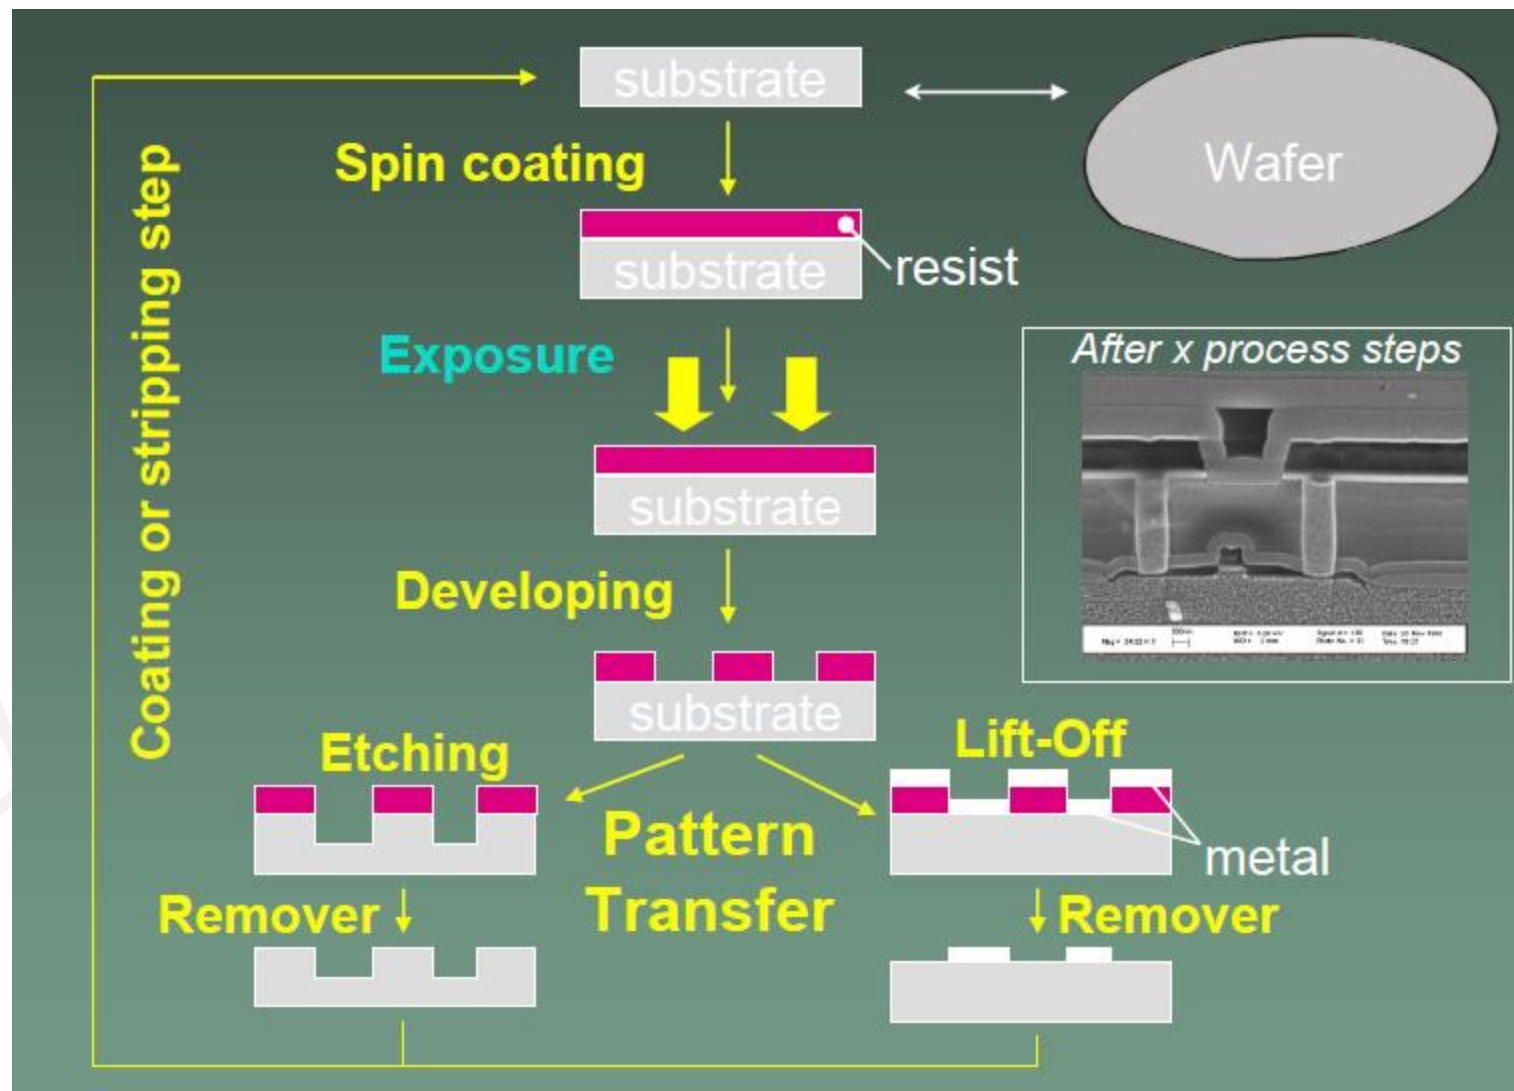 substrate
Spin coating
Wafer
substrate
resist
Coating or stripping step
Exposure
After x process steps
substrate
Developing
substrate
Etching
Lift-Off
Pattern
Transfer
metal
Remover
Remover